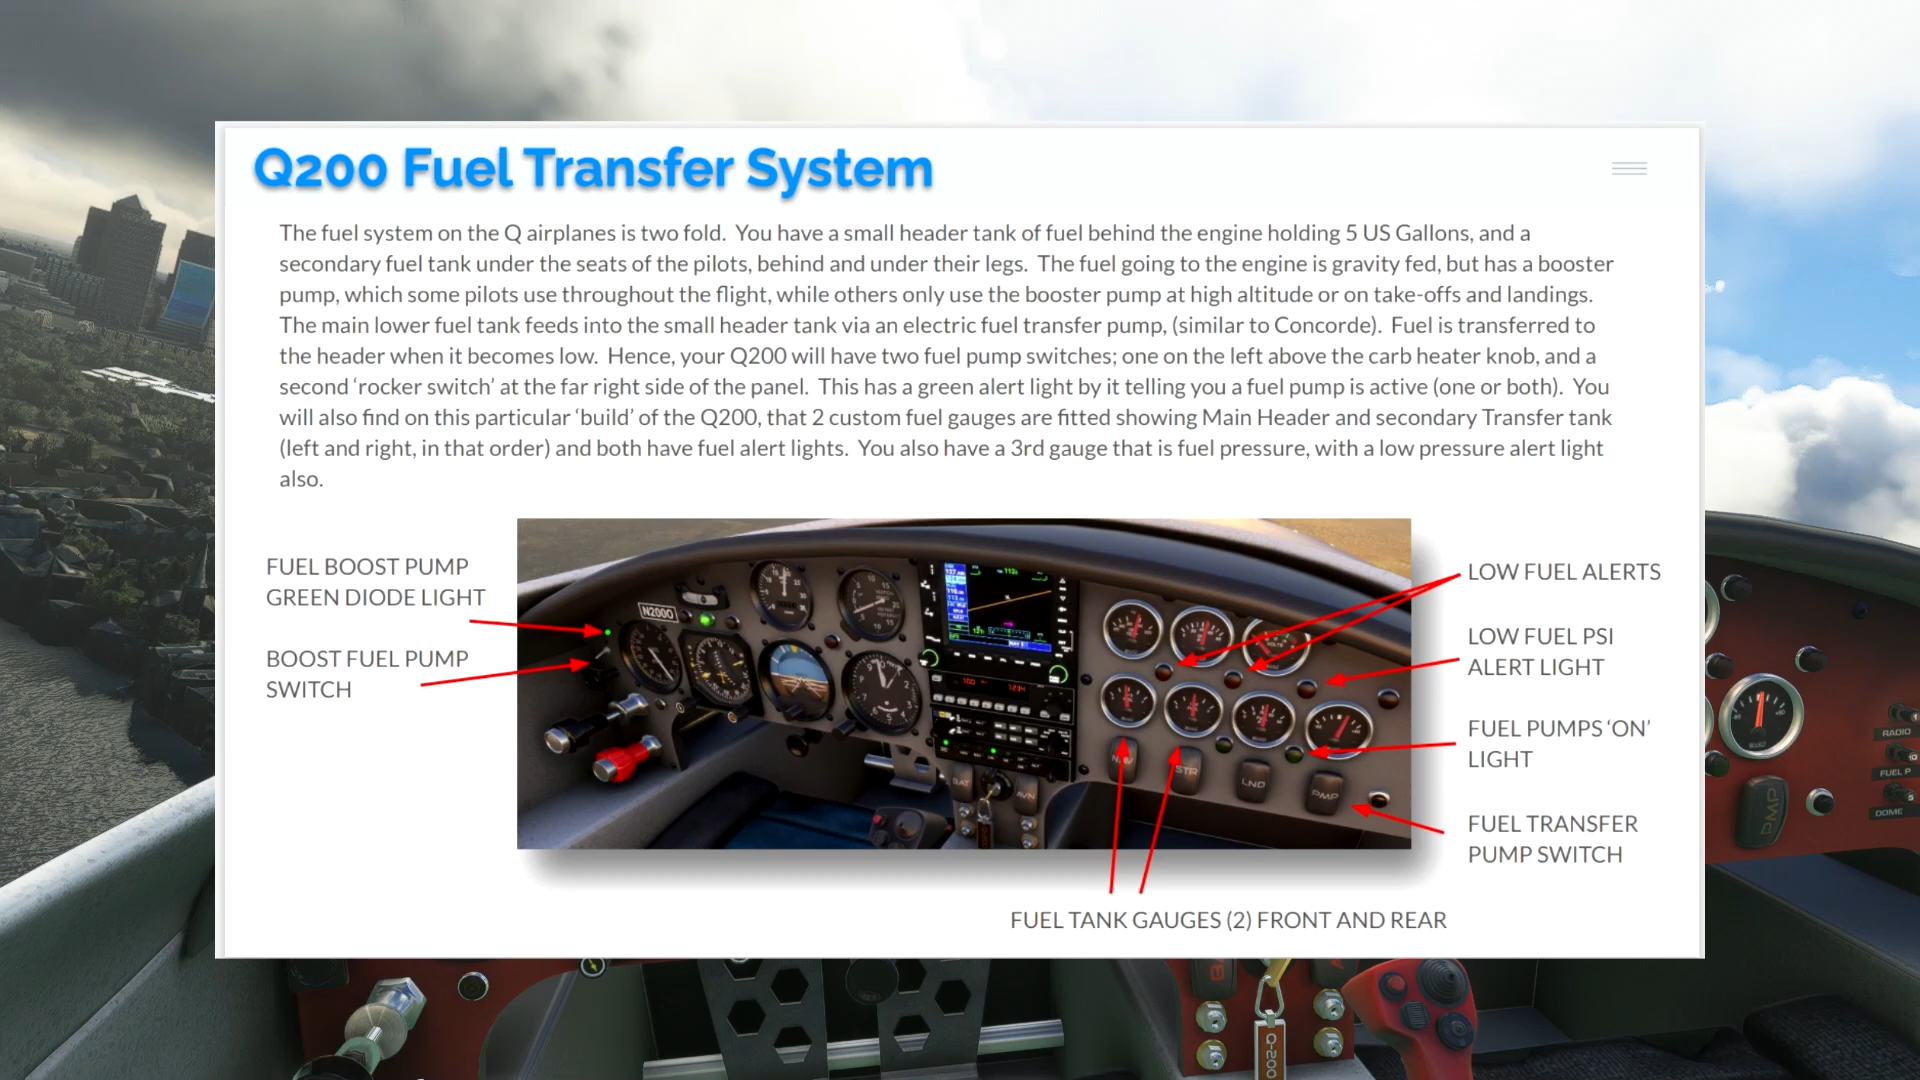 Q200 Fuel Transfer System
The fuel system on the Q airplanes is two fold. You have a small header tank of fuel behind the engine holding 5 US Gallons, and a
secondary fuel tank under the seats of the pilots, behind and under their legs. The fuel going to the engine is gravity fed, but has a booster
pump, which some pilots use throughout the flight, while others only use the booster pump at high altitude or on take-offs and landings.
The main lower fuel tank feeds into the small header tank via an electric fuel transfer pump, (similar to Concorde). Fuel is transferred to
the header when it becomes low. Hence, your Q200 will have two fuel pump switches; one on the left above the carb heater knob, and a
second ‘rocker switch’ at the far right side of the panel. This has a green alert light by it telling you a fuel pump is active (one or both). You
will also find on this particular ‘build’ of the Q200, that 2 custom fuel gauges are fitted showing Main Header and secondary Transfer tank
(left and right, in that order) and both have fuel alert lights. You also have a 3rd gauge that is fuel pressure, with a low pressure alert light
also.
FUEL BOOST PUMP
GREEN DIODE LIGHT
BOOST FUEL PUMP
SWITCH
LOW FUEL ALERTS
LOW FUEL PSI
ALERT LIGHT
FUEL PUMPS ‘ON’
LIGHT
FUEL TRANSFER
PUMP SWITCH
FUEL TANK GAUGES (2) FRONT AND REAR
N2000
NAV
STR
LND
PMP
BAT
AVN
RADIO
FUEL P
DOME
PMP
Q-200